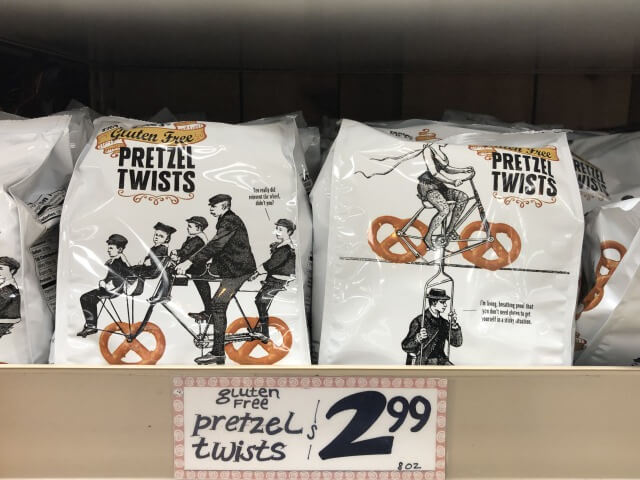 Gluten Free
PRETZEL
TWISTS
You really did
reinvent the wheel,
didn't you?
Gluten Free
PRETZEL
TWISTS
I'm living, breathing proof that
you don't need gluten to get
yourself in a sticky situation.
gluten
Free
pretzel
twists
$2.99
8 oz